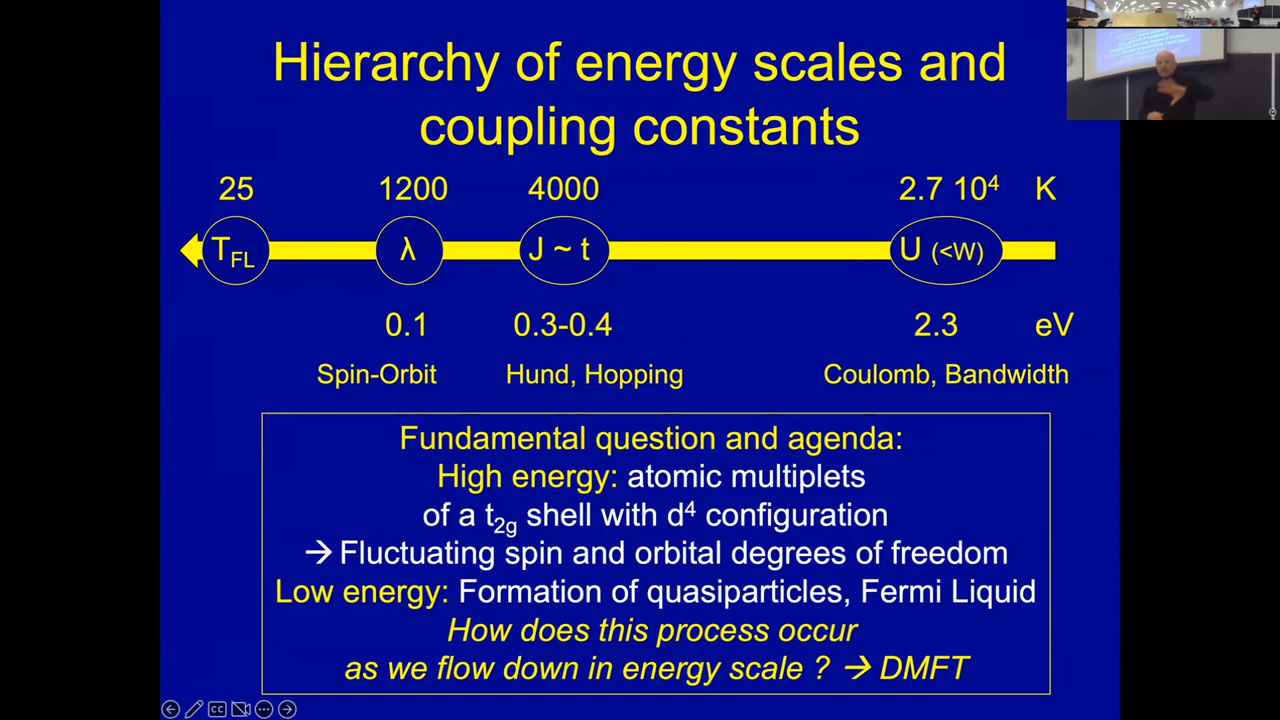 Hierarchy of energy scales and
coupling constants
25 1200 4000 2.7 10⁴ K
T_FL λ J ~ t U (<W)
0.1 0.3-0.4 2.3 eV
Spin-Orbit Hund, Hopping Coulomb, Bandwidth
Fundamental question and agenda:
High energy: atomic multiplets
of a t_2g shell with d⁴ configuration
→ Fluctuating spin and orbital degrees of freedom
Low energy: Formation of quasiparticles, Fermi Liquid
How does this process occur
as we flow down in energy scale ? → DMFT
CC